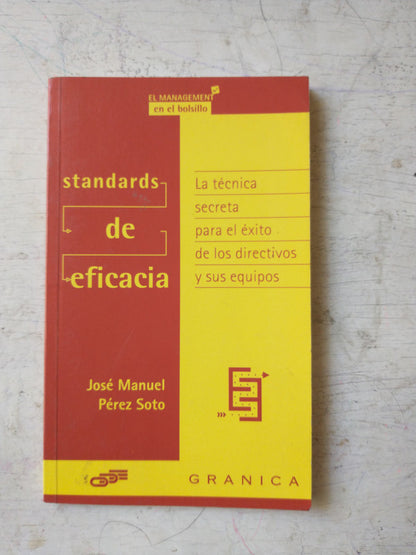 EL MANAGEMENT
en el bolsillo
standards
de
eficacia
La técnica
secreta
para el éxito
de los directivos
y sus equipos
José Manuel
Pérez Soto
GRANICA